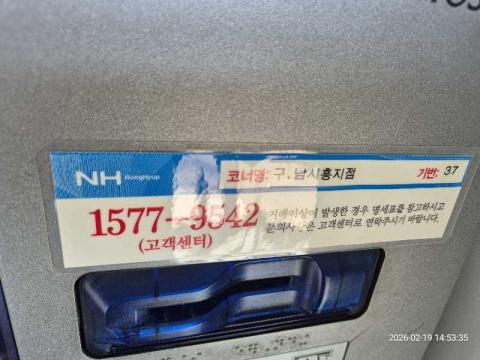 NH NongHyup
코너명: 구.남시흥지점 기번: 37
1577-9542
(고객센터)
거래이상이 발생한 경우 명세표를 참고하시고
문의사항은 고객센터로 연락주시기 바랍니다.
2026-02-19 14:53:35